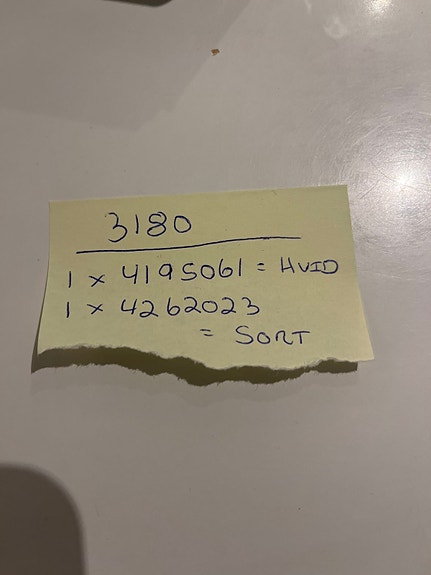 3180
1 x 4195061 = HVID
1 x 4262023
= SORT